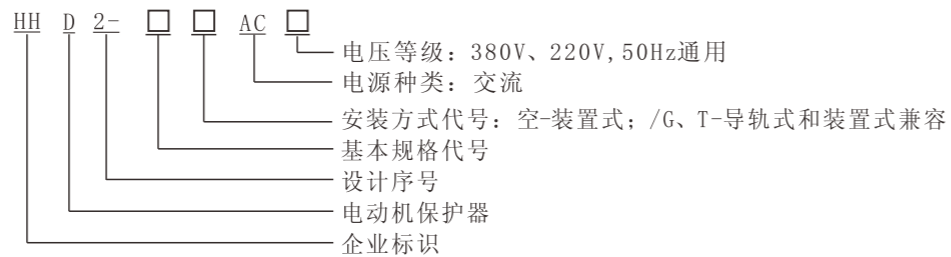 HH D 2- □ □ AC □
电压等级：380V、220V,50Hz通用
电源种类：交流
安装方式代号：空-装置式；/G、T-导轨式和装置式兼容
基本规格代号
设计序号
电动机保护器
企业标识